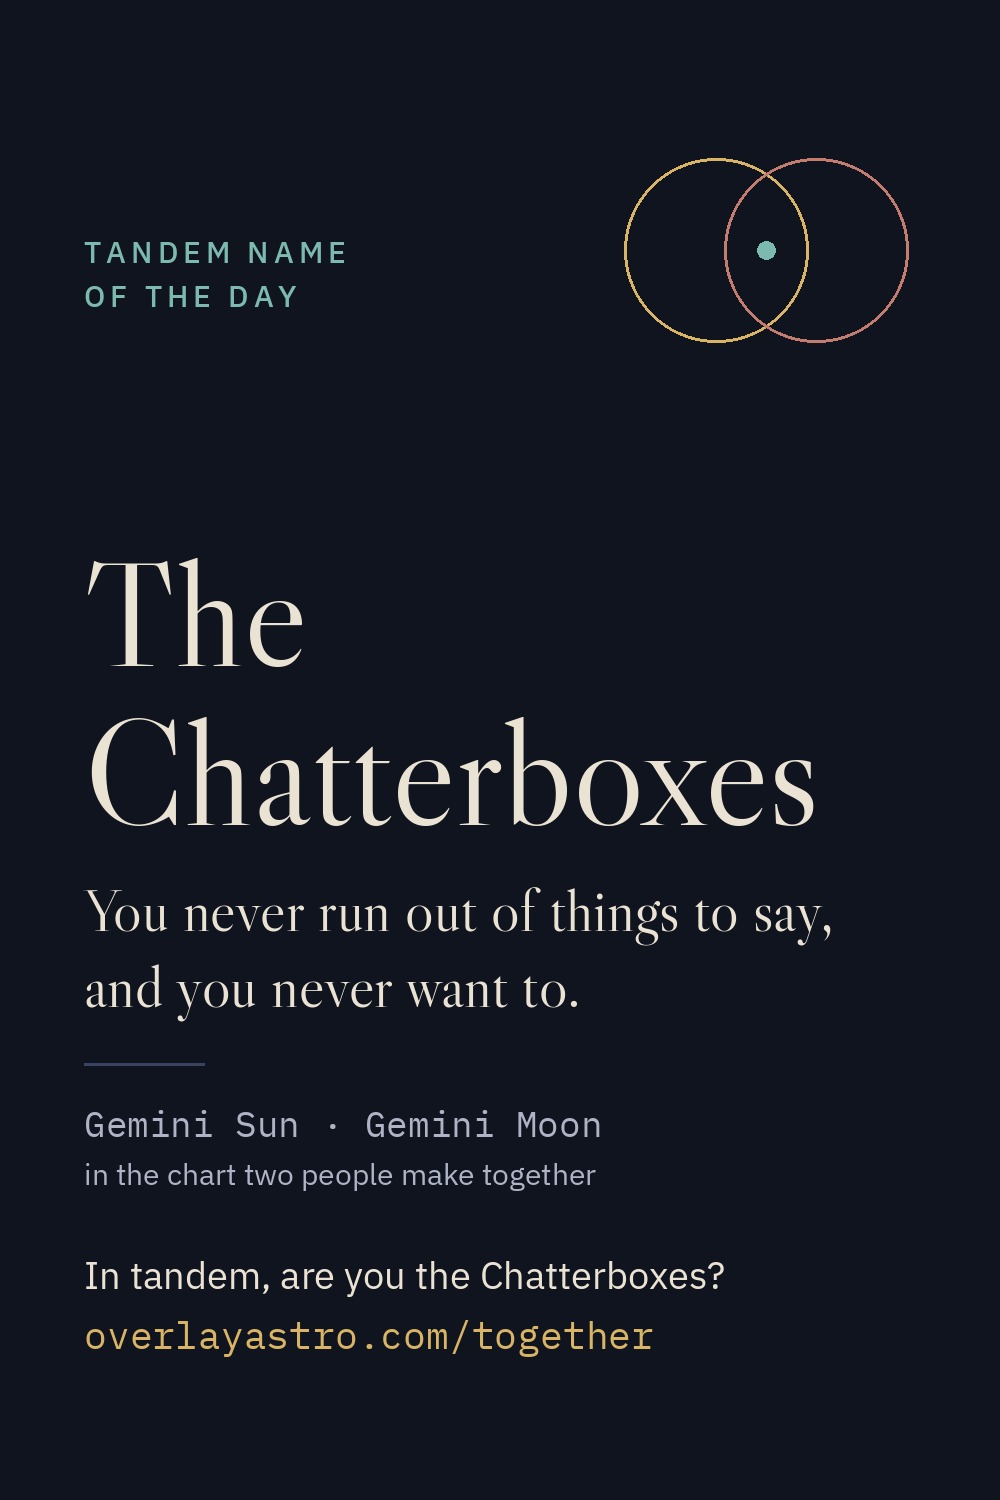 TANDEM NAME
OF THE DAY
The
Chatterboxes
You never run out of things to say,
and you never want to.
Gemini Sun · Gemini Moon
in the chart two people make together
In tandem, are you the Chatterboxes?
overlayastro.com/together